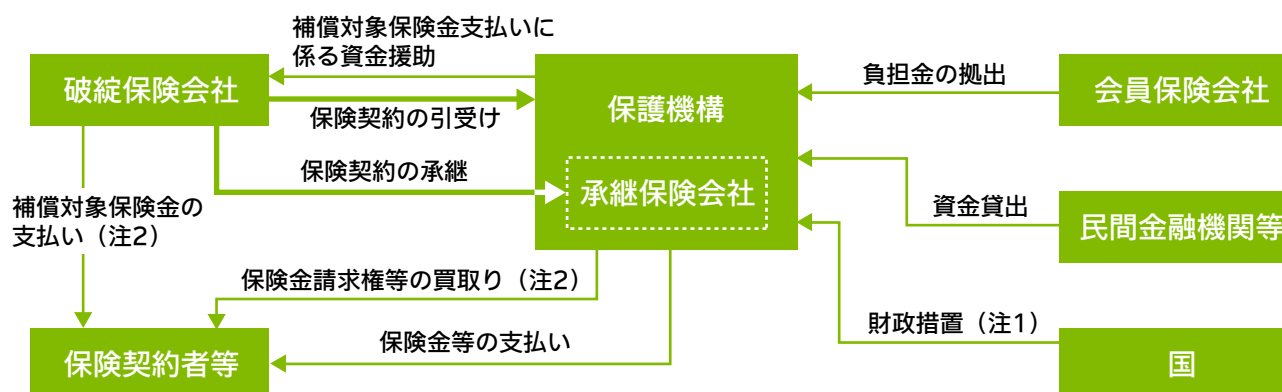 補償対象保険金支払いに
係る資金援助
破綻保険会社
保護機構
負担金の拠出
会員保険会社
保険契約の引受け
保険契約の承継
承継保険会社
補償対象保険金の
支払い（注2）
資金貸出
民間金融機関等
保険金請求権等の買取り（注2）
財政措置（注1）
保険金等の支払い
保険契約者等
国